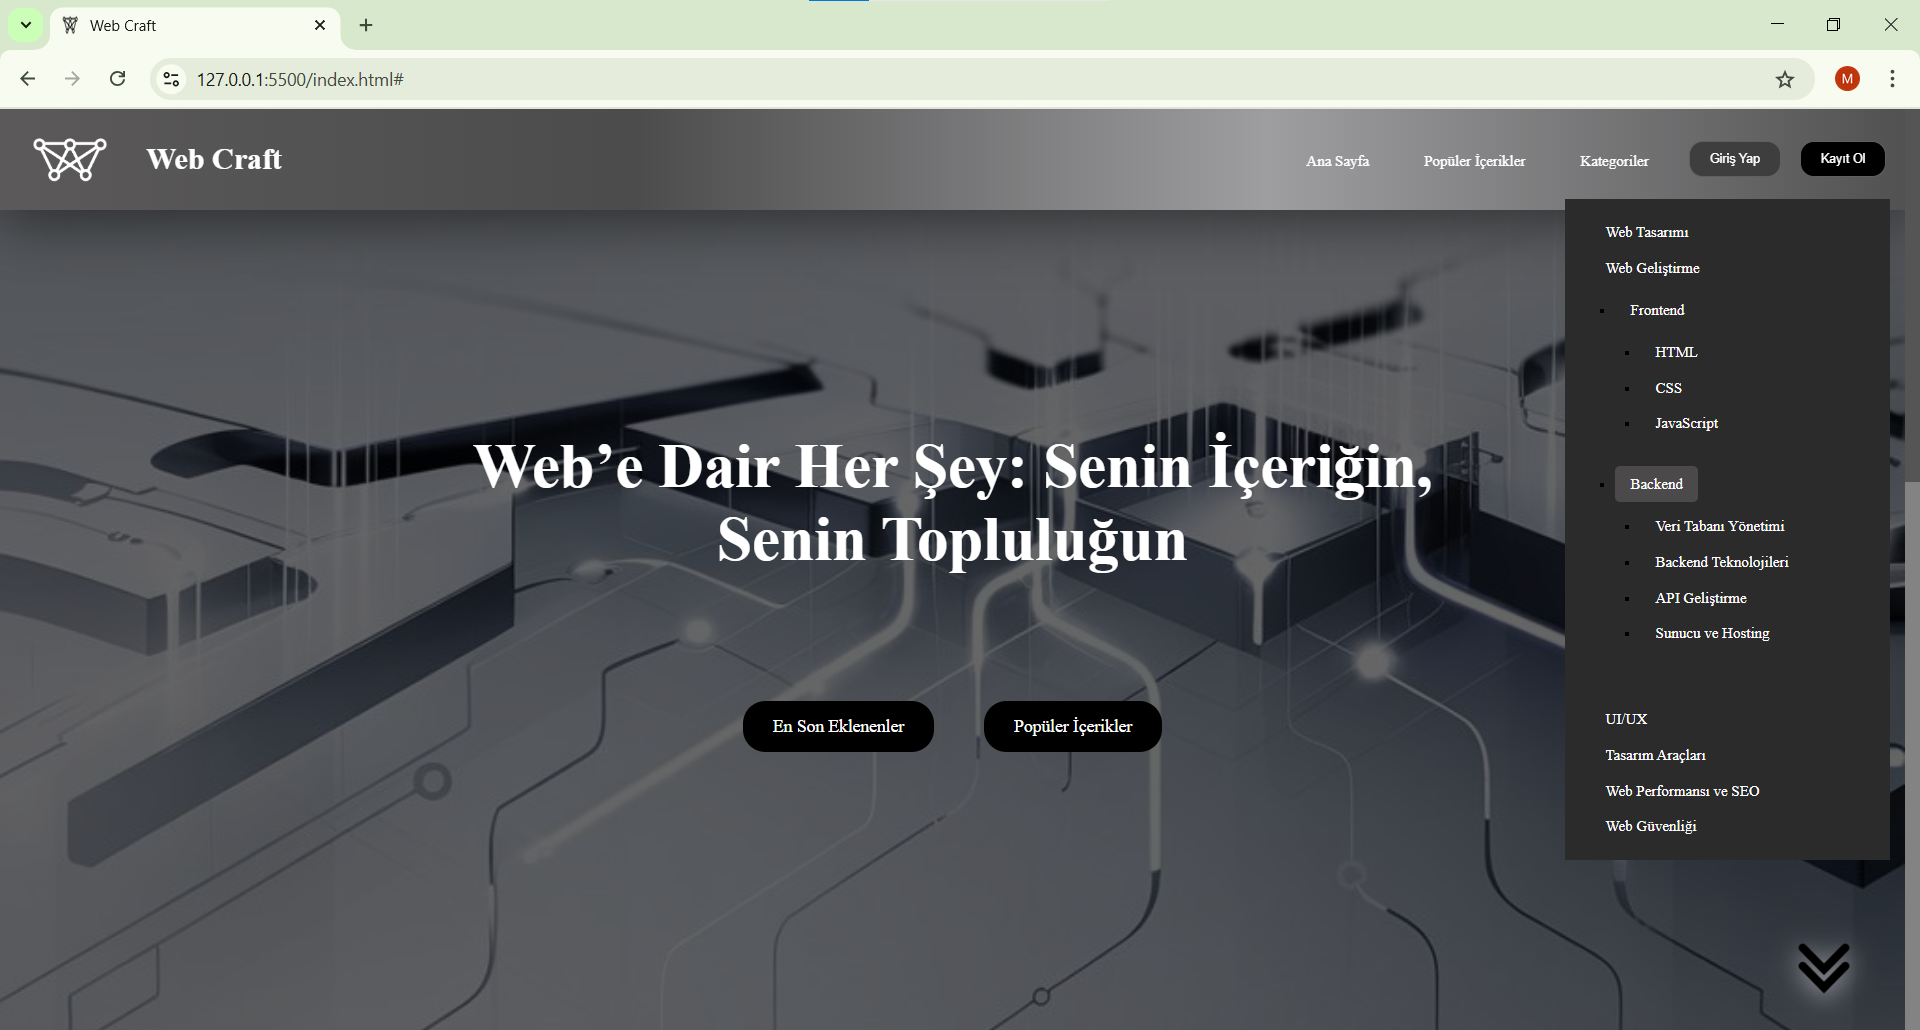 Web Craft
127.0.0.1:5500/index.html#
M
Web Craft
Ana Sayfa
Popüler İçerikler
Kategoriler
Giriş Yap
Kayıt Ol
Web Tasarımı
Web Geliştirme
Frontend
HTML
CSS
JavaScript
Backend
Veri Tabanı Yönetimi
Backend Teknolojileri
API Geliştirme
Sunucu ve Hosting
UI/UX
Tasarım Araçları
Web Performansı ve SEO
Web Güvenliği
Web’e Dair Her Şey: Senin İçeriğin,
Senin Topluluğun
En Son Eklenenler
Popüler İçerikler